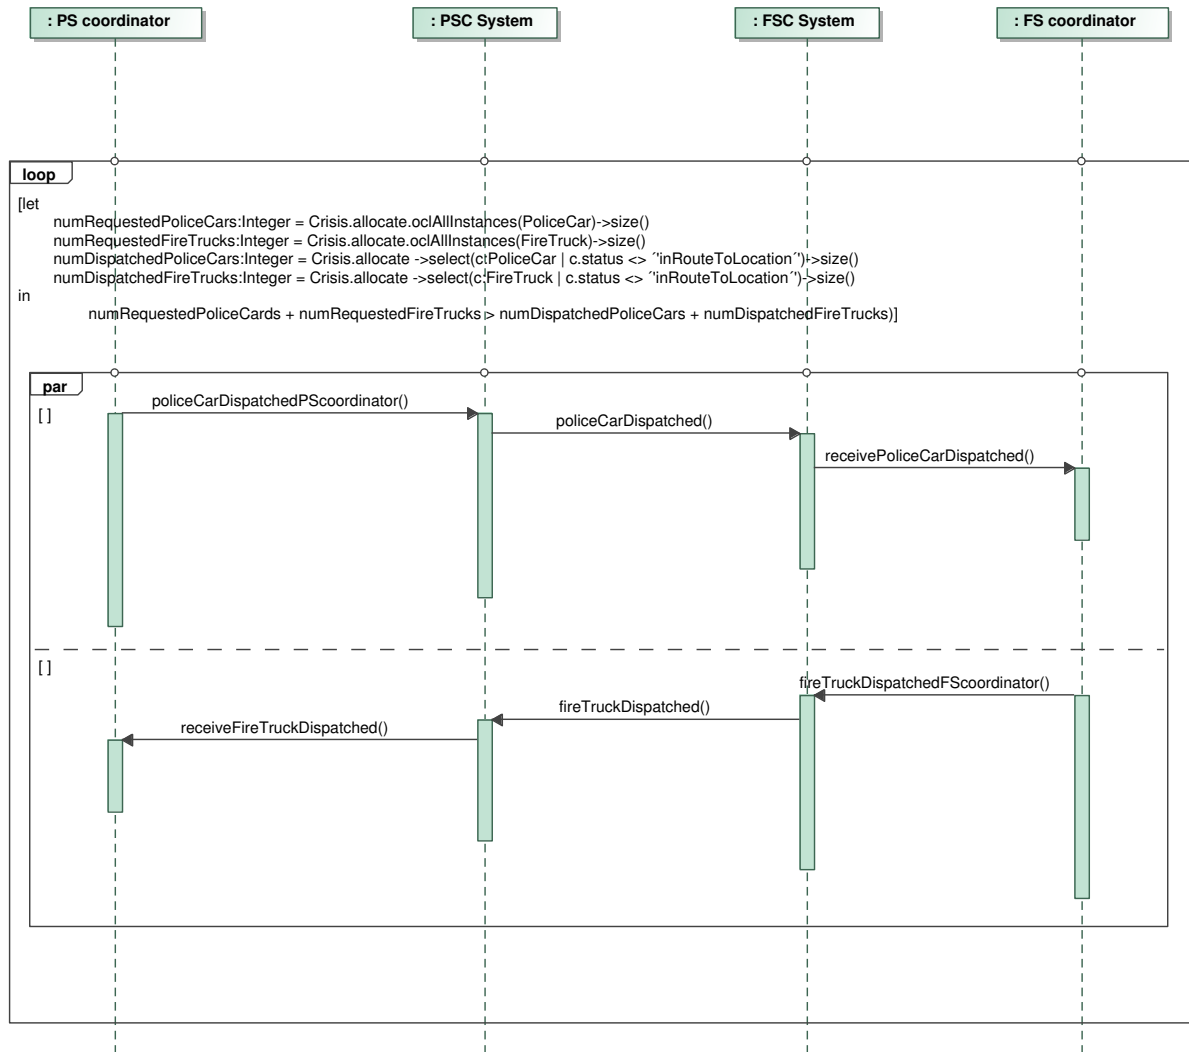 : PS coordinator
: PSC System
: FSC System
: FS coordinator
loop
[let
numRequestedPoliceCars:Integer = Crisis.allocate.oclAllInstances(PoliceCar)->size()
numRequestedFireTrucks:Integer = Crisis.allocate.oclAllInstances(FireTruck)->size()
numDispatchedPoliceCars:Integer = Crisis.allocate ->select(c:PoliceCar | c.status <> ´'inRouteToLocation´')->size()
numDispatchedFireTrucks:Integer = Crisis.allocate ->select(c:FireTruck | c.status <> ´'inRouteToLocation´')->size()
in
numRequestedPoliceCards + numRequestedFireTrucks > numDispatchedPoliceCars + numDispatchedFireTrucks)]
par
[ ]
policeCarDispatchedPScoordinator()
policeCarDispatched()
receivePoliceCarDispatched()
[ ]
fireTruckDispatchedFScoordinator()
fireTruckDispatched()
receiveFireTruckDispatched()